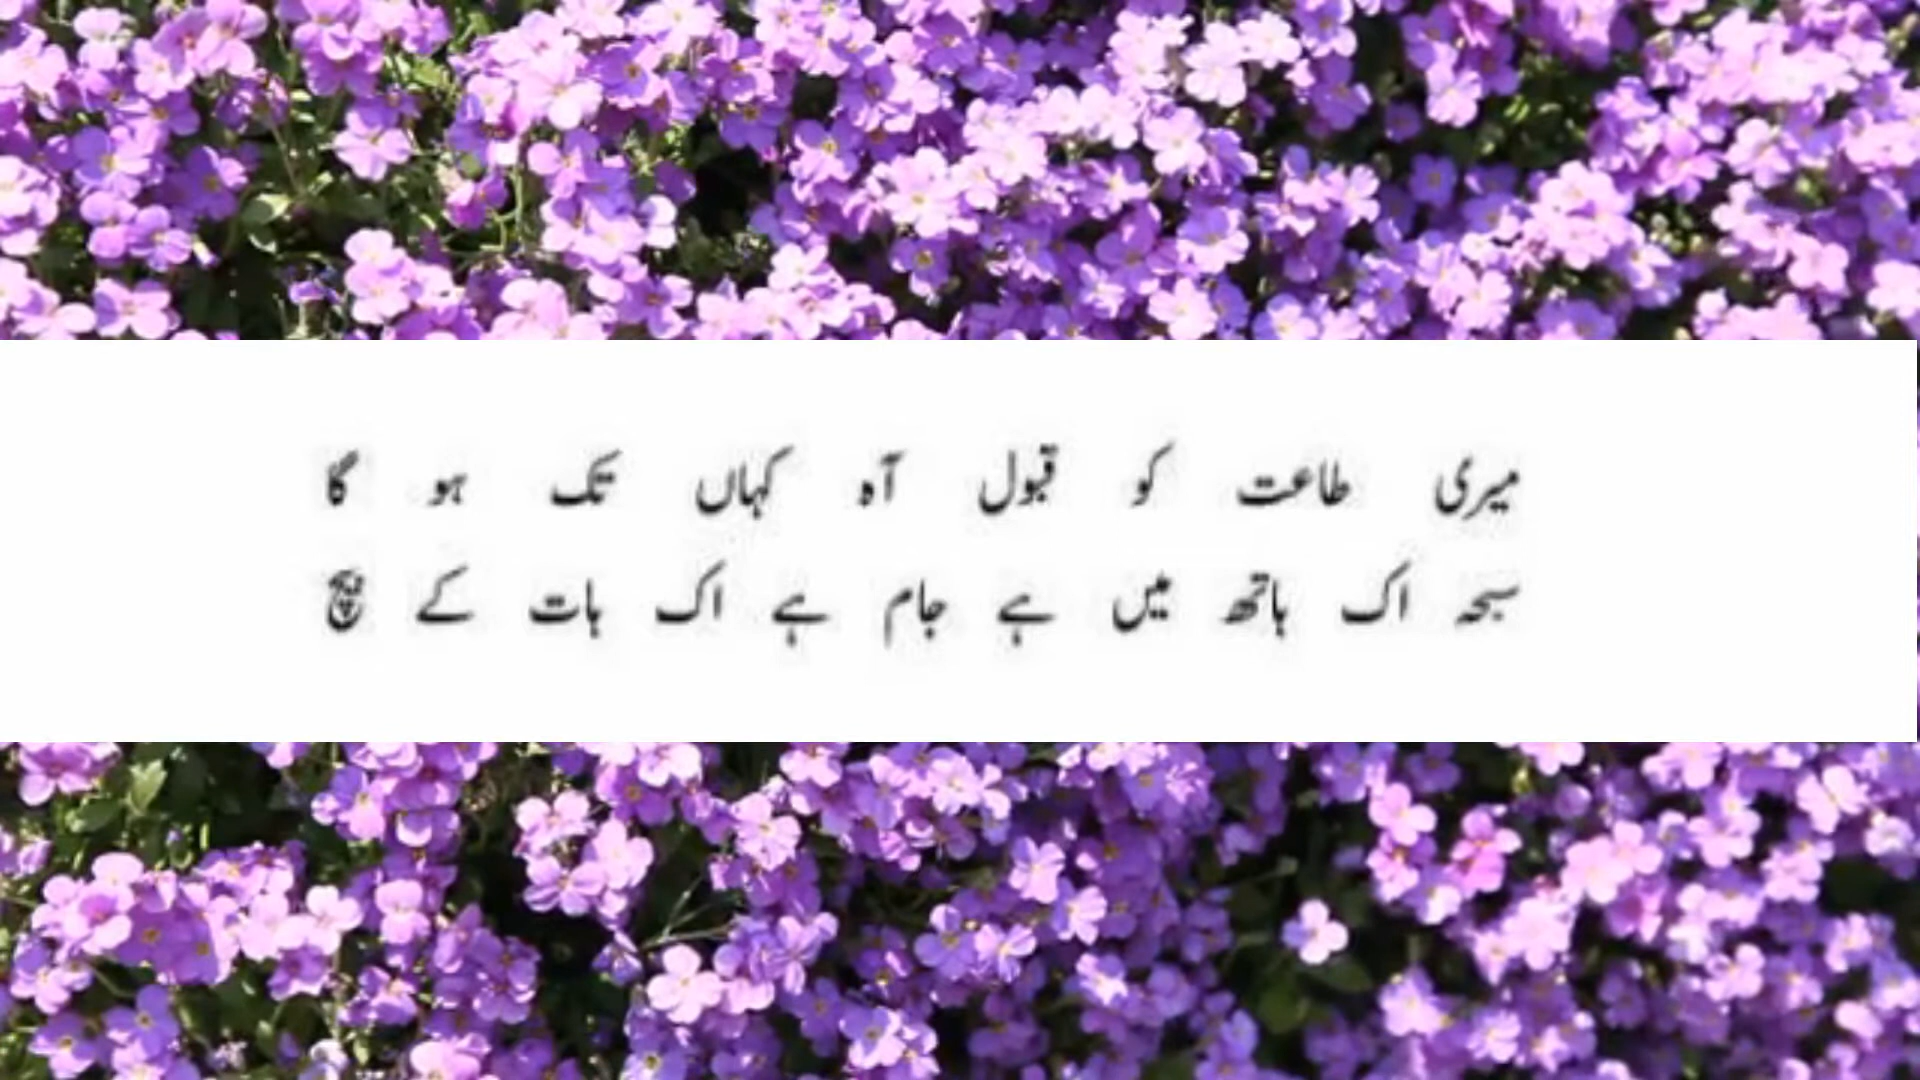 میری طاعت کو قبول آہ کہاں تک ہو گا
سبحہ اک ہاتھ میں ہے جام ہے اک ہات کے بیچ